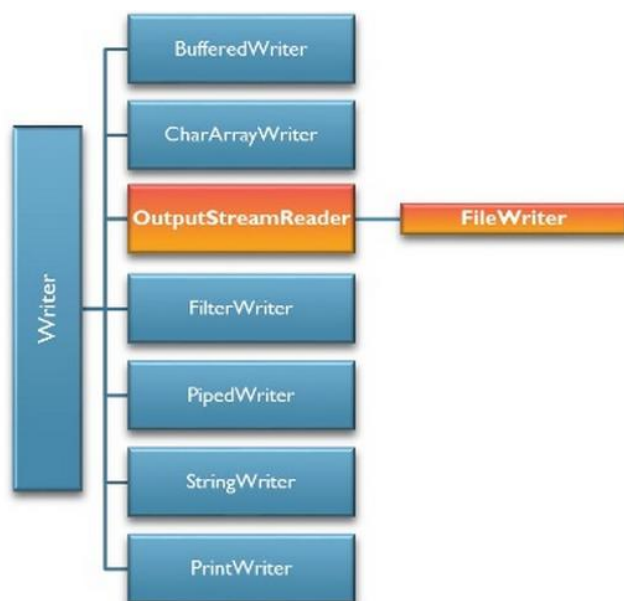 Writer
BufferedWriter
CharArrayWriter
OutputStreamReader
FileWriter
FilterWriter
PipedWriter
StringWriter
PrintWriter